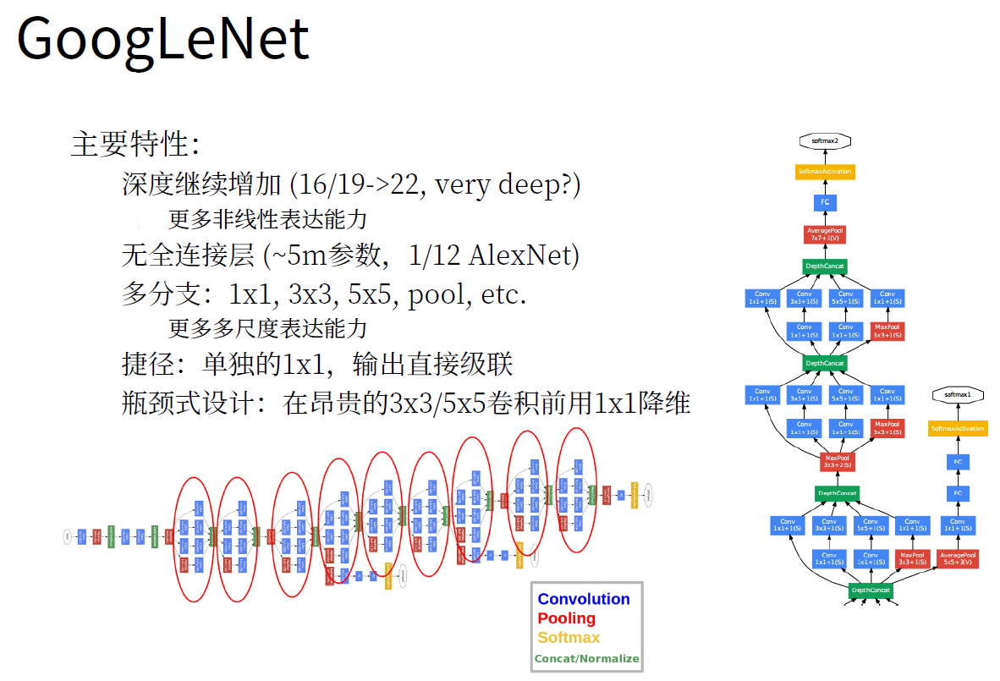 GoogLeNet
主要特性：
深度继续增加 (16/19->22, very deep?)
更多非线性表达能力
无全连接层 (~5m参数，1/12 AlexNet)
多分支：1x1, 3x3, 5x5, pool, etc.
更多多尺度表达能力
捷径：单独的1x1，输出直接级联
瓶颈式设计：在昂贵的3x3/5x5卷积前用1x1降维
Convolution
Pooling
Softmax
Concat/Normalize
softmax2
SoftmaxActivation
FC
AveragePool
7x7+1(V)
DepthConcat
Conv
1x1+1(S)
Conv
3x3+1(S)
Conv
5x5+1(S)
Conv
1x1+1(S)
Conv
1x1+1(S)
Conv
1x1+1(S)
MaxPool
3x3+1(S)
DepthConcat
Conv
1x1+1(S)
Conv
3x3+1(S)
Conv
5x5+1(S)
Conv
1x1+1(S)
Conv
1x1+1(S)
Conv
1x1+1(S)
MaxPool
3x3+1(S)
MaxPool
3x3+2(S)
softmax1
SoftmaxActivation
FC
FC
DepthConcat
Conv
1x1+1(S)
Conv
3x3+1(S)
Conv
5x5+1(S)
Conv
1x1+1(S)
Conv
1x1+1(S)
Conv
1x1+1(S)
Conv
1x1+1(S)
MaxPool
3x3+1(S)
AveragePool
5x5+3(V)
DepthConcat